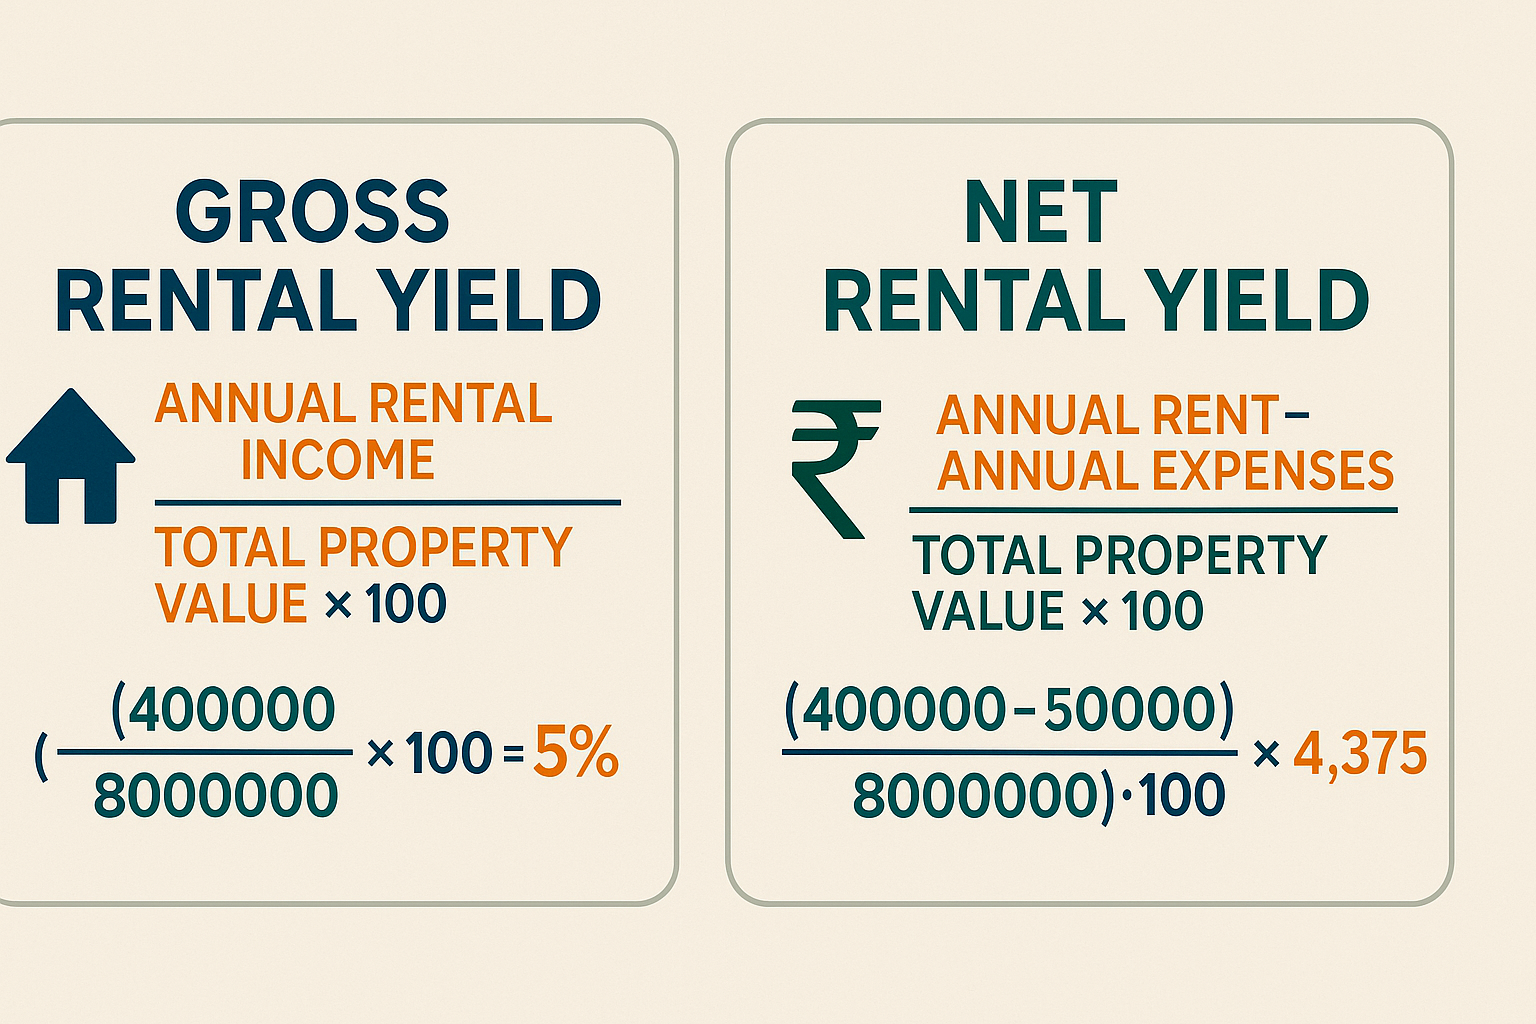 GROSS
RENTAL YIELD
ANNUAL RENTAL
INCOME
TOTAL PROPERTY
VALUE × 100
(400000
( × 100 = 5%
8000000
NET
RENTAL YIELD
₹
ANNUAL RENT–
ANNUAL EXPENSES
TOTAL PROPERTY
VALUE × 100
(400000-50000)
× 4,375
8000000)·100